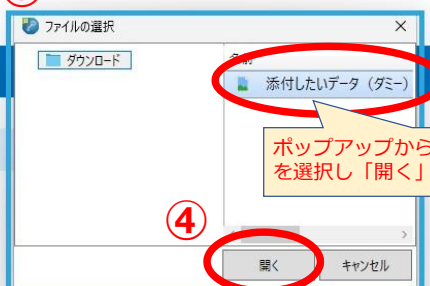 ファイルの選択
ダウンロード
名前
添付したいデータ（ダミー）
ポップアップから
を選択し「開く」
④
開く
キャンセル